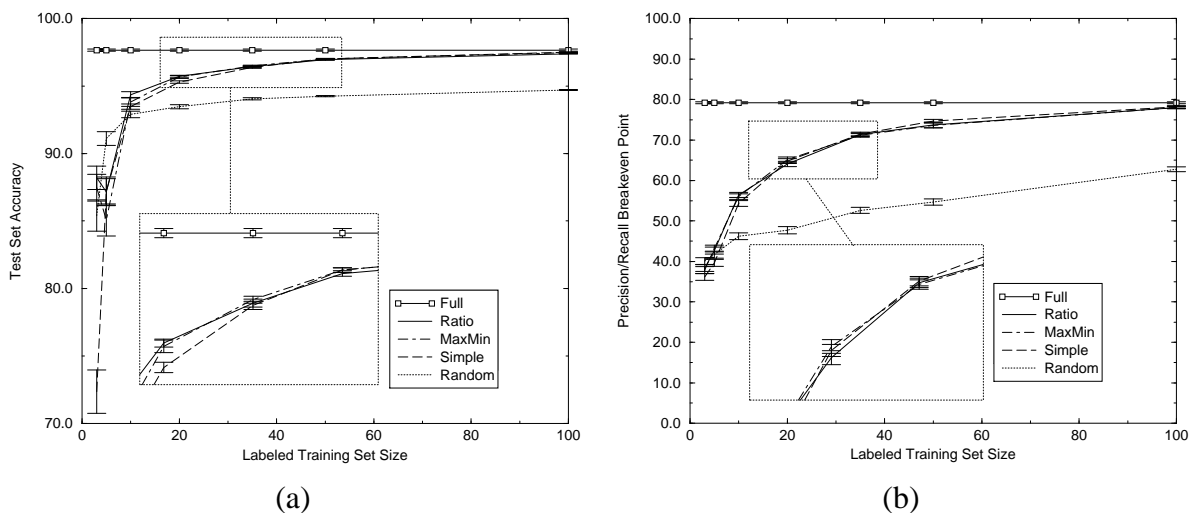 100.0
90.0
80.0
70.0
Test Set Accuracy
0 20 40 60 80 100
Labeled Training Set Size
Full
Ratio
MaxMin
Simple
Random
(a)
100.0
90.0
80.0
70.0
60.0
50.0
40.0
30.0
20.0
10.0
0.0
Precision/Recall Breakeven Point
0 20 40 60 80 100
Labeled Training Set Size
Full
Ratio
MaxMin
Simple
Random
(b)